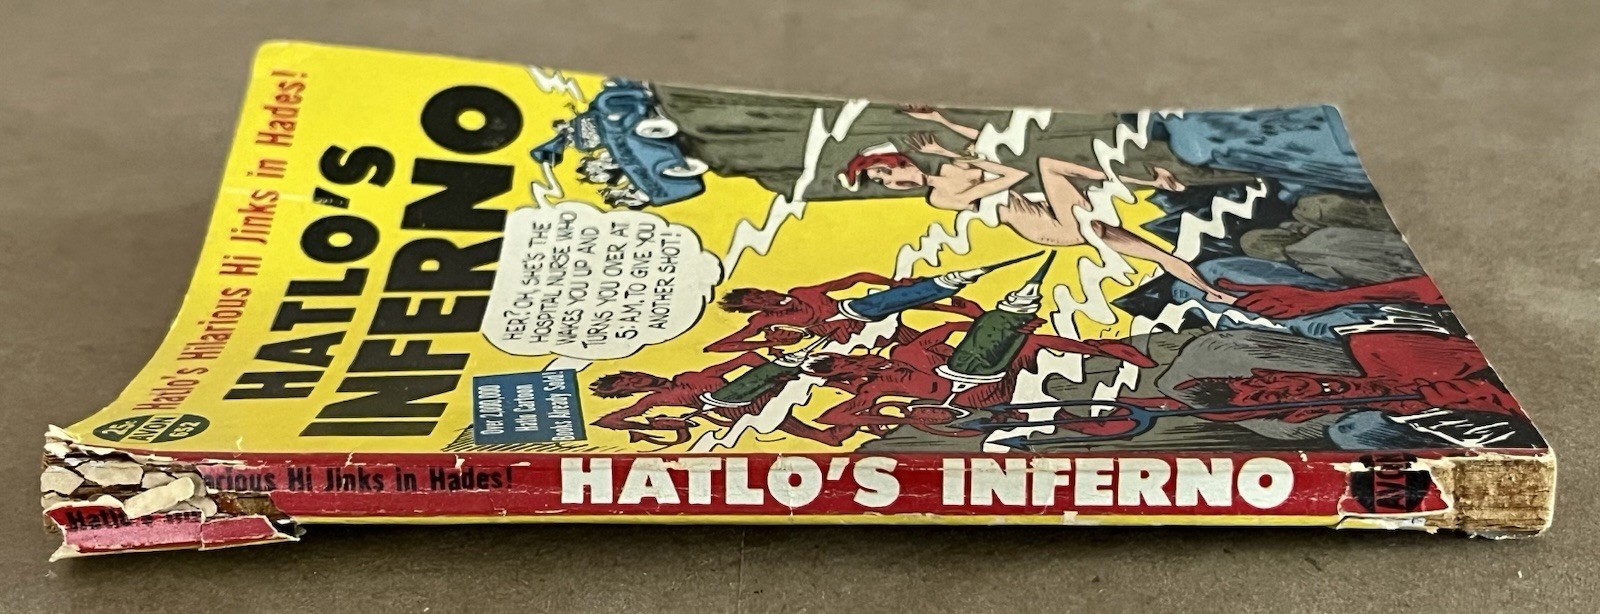 Hatlo's Hilarious Hi Jinks in Hades!
HATLO'S
INFERNO
25¢
AVON
652
HER?, OH, SHE'S THE
HOSPITAL NURSE WHO
WAKES YOU UP AND
TURNS YOU OVER AT
5: A.M. TO GIVE YOU
ANOTHER SHOT!
Over 2,000,000
Hatlo Cartoon
Books Already Sold!
Hatlo's
arious Hi Jinks in Hades!
HATLO'S INFERNO
AVON